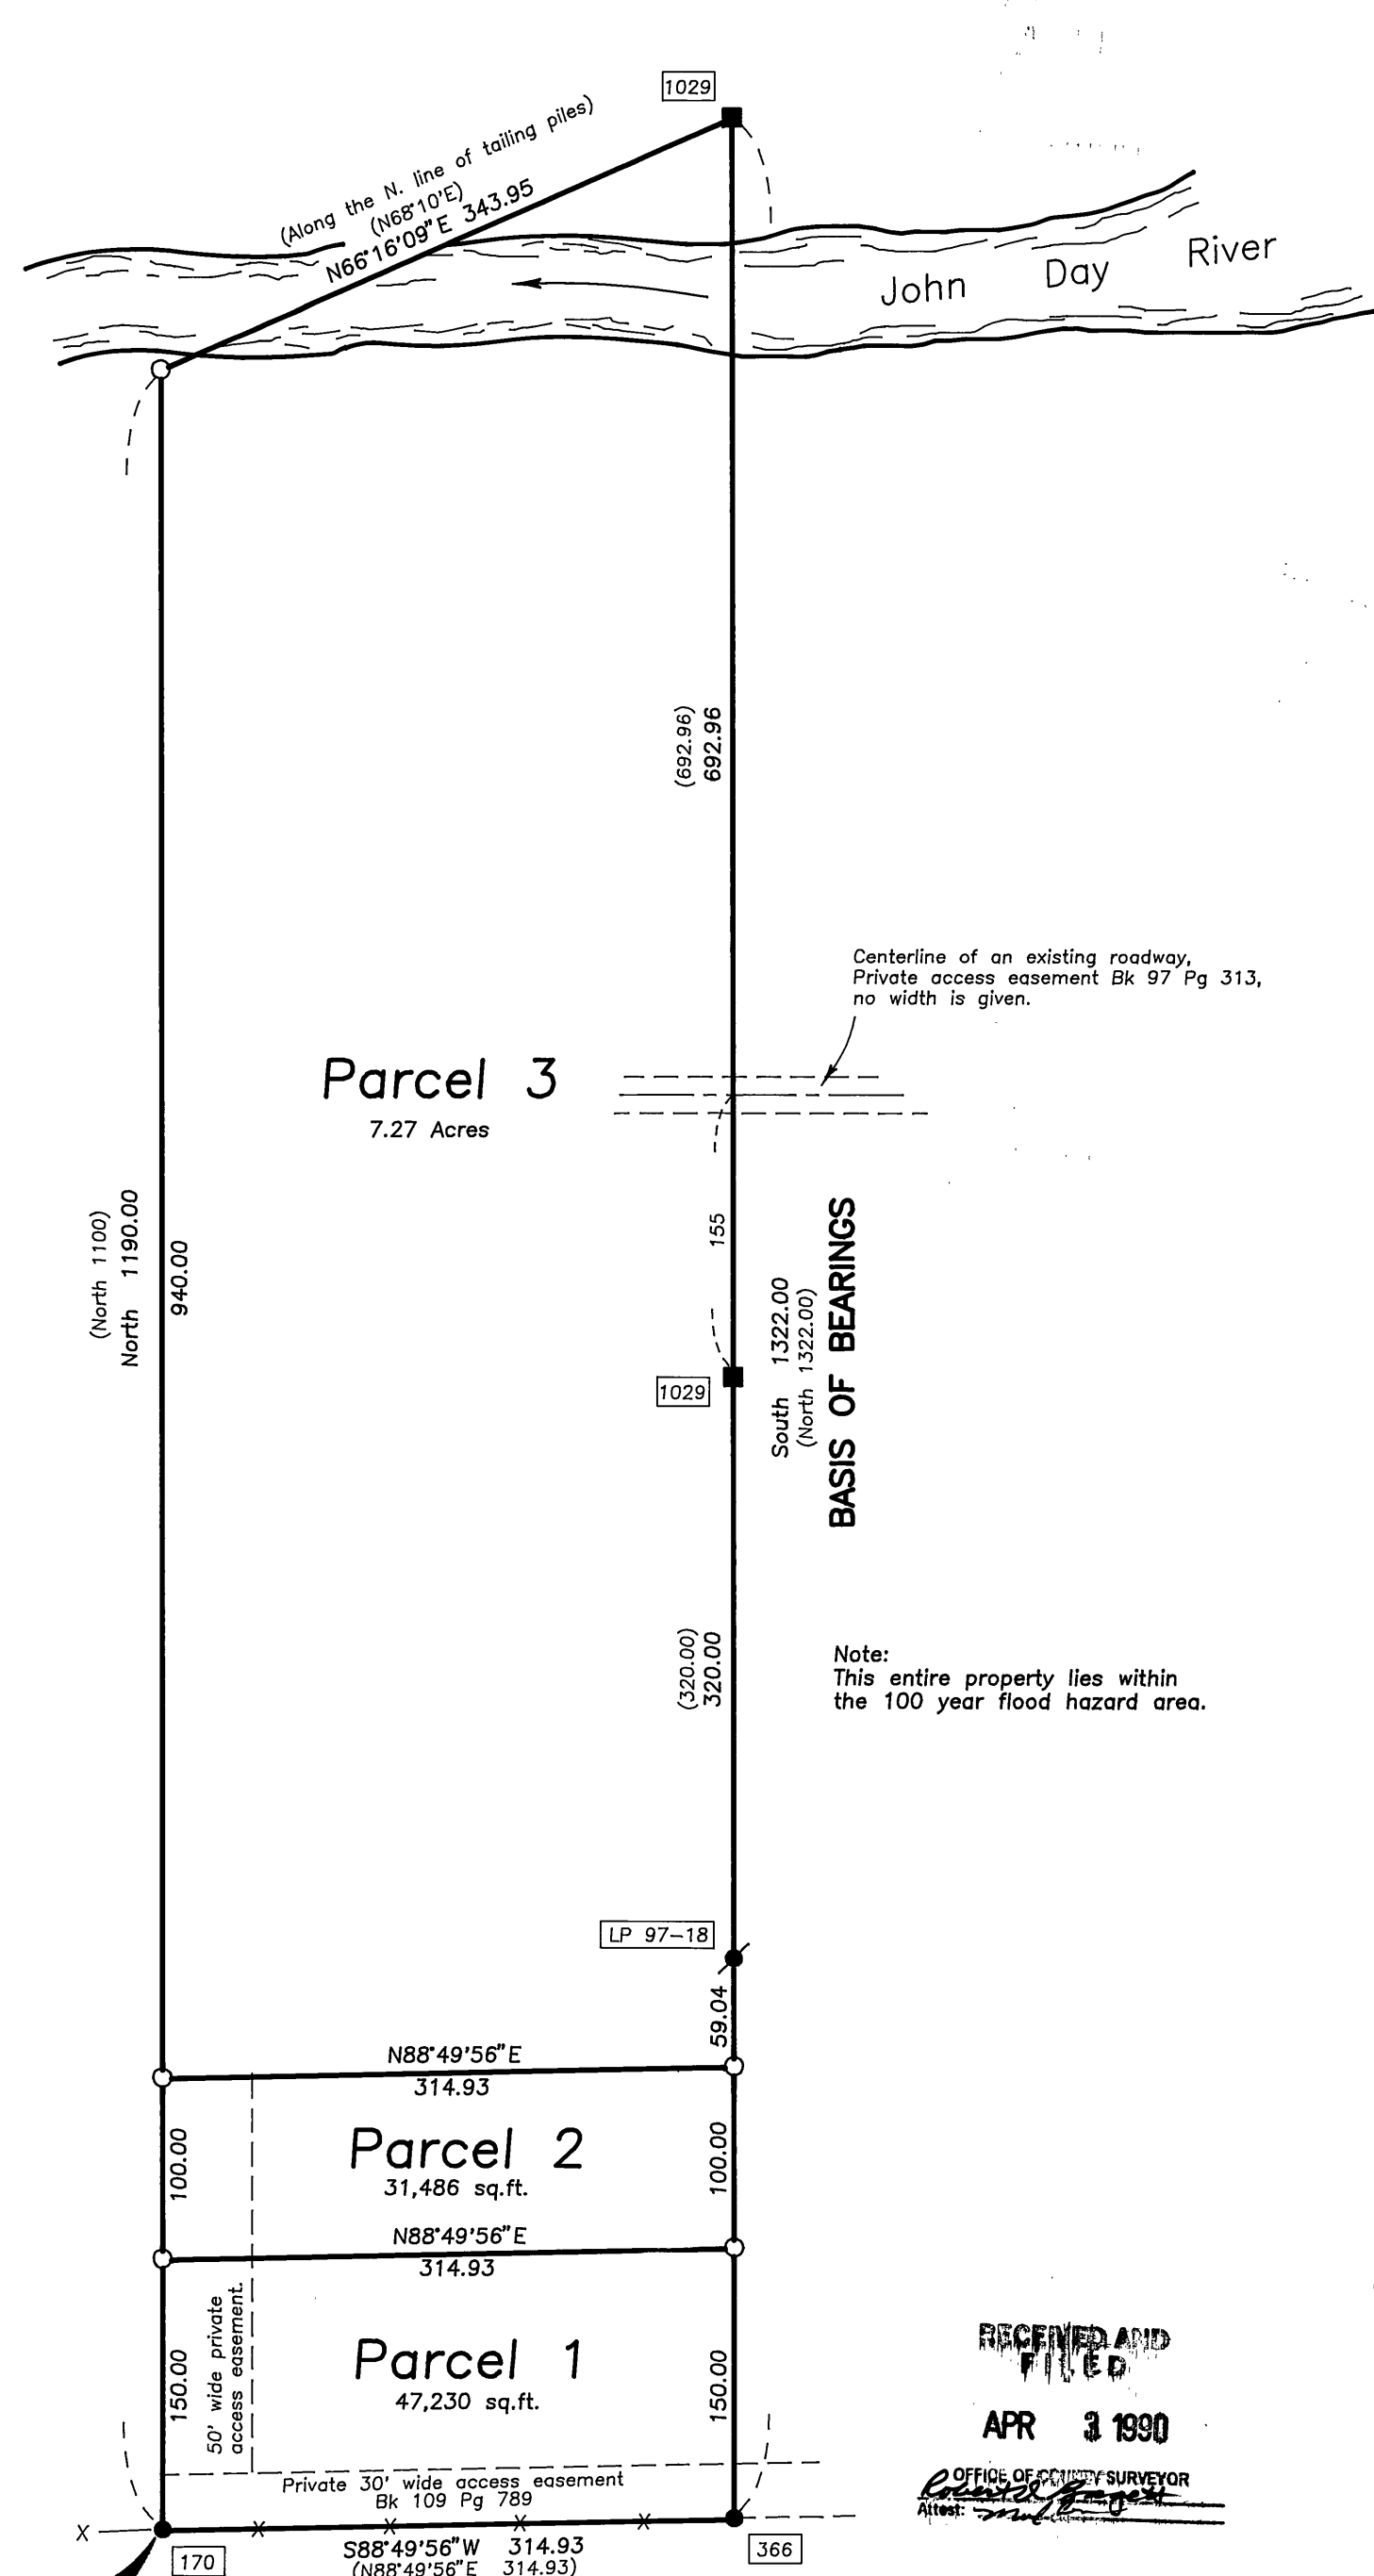 1029
(Along the N. line of tailing piles)
(N68°10'E)
N66°16'09"E 343.95
John Day River
(692.96)
692.96
Centerline of an existing roadway,
Private access easement Bk 97 Pg 313,
no width is given.
Parcel 3
7.27 Acres
(North 1100)
North 1190.00
940.00
155
South 1322.00
(North 1322.00)
BASIS OF BEARINGS
1029
(320.00)
320.00
Note:
This entire property lies within
the 100 year flood hazard area.
LP 97-18
59.04
N88°49'56"E
314.93
100.00
Parcel 2
31,486 sq.ft.
100.00
N88°49'56"E
314.93
150.00
50' wide private
access easement.
Parcel 1
47,230 sq.ft.
150.00
Private 30' wide access easement
Bk 109 Pg 789
X
S88°49'56"W 314.93
(N88°49'56"E 314.93)
170
366
RECEIVED AND
FILED
APR 3 1990
OFFICE OF COUNTY SURVEYOR
Attest: